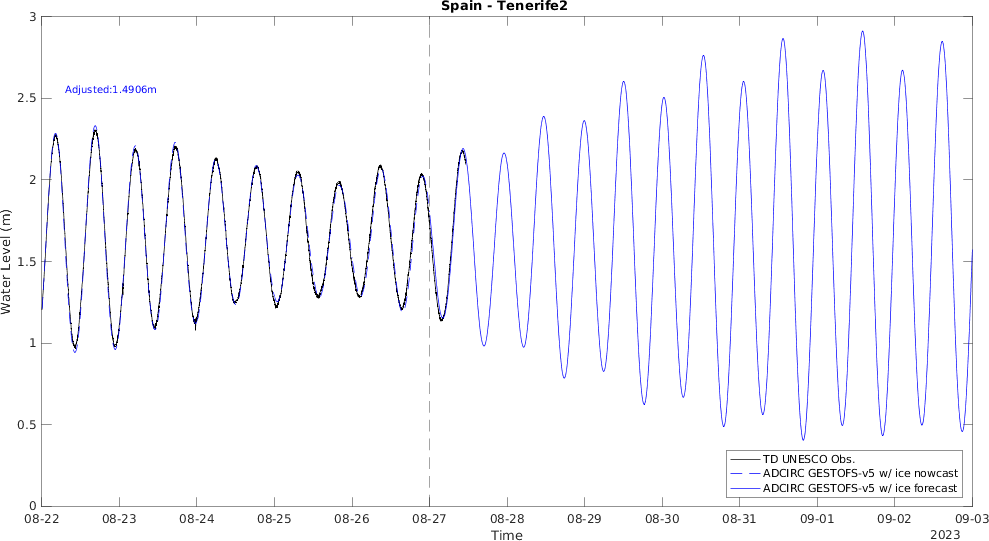 Spain - Tenerife2
Adjusted:1.4906m
Water Level (m)
3
2.5
2
1.5
1
0.5
0
08-22 08-23 08-24 08-25 08-26 08-27 08-28 08-29 08-30 08-31 09-01 09-02 09-03
Time
2023
TD UNESCO Obs.
ADCIRC GESTOFS-v5 w/ ice nowcast
ADCIRC GESTOFS-v5 w/ ice forecast